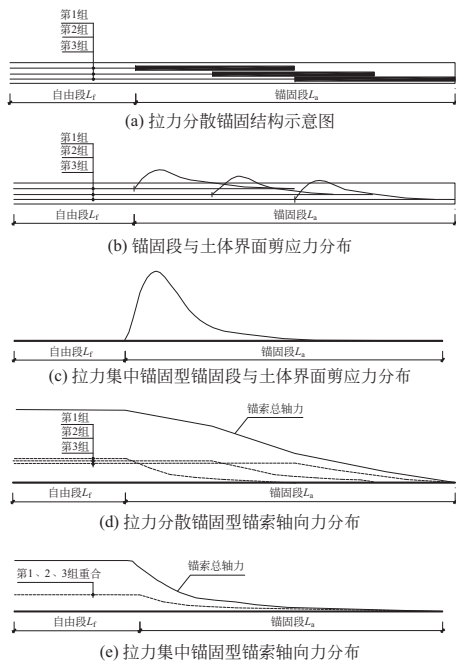 第1组
第2组
第3组
自由段Lf 锚固段La
(a) 拉力分散锚固结构示意图
第1组
第2组
第3组
自由段Lf 锚固段La
(b) 锚固段与土体界面剪应力分布
自由段Lf 锚固段La
(c) 拉力集中锚固型锚固段与土体界面剪应力分布
第1组
第2组
第3组
锚索总轴力
自由段Lf 锚固段La
(d) 拉力分散锚固型锚索轴向力分布
第1、2、3组重合
锚索总轴力
自由段Lf 锚固段La
(e) 拉力集中锚固型锚索轴向力分布